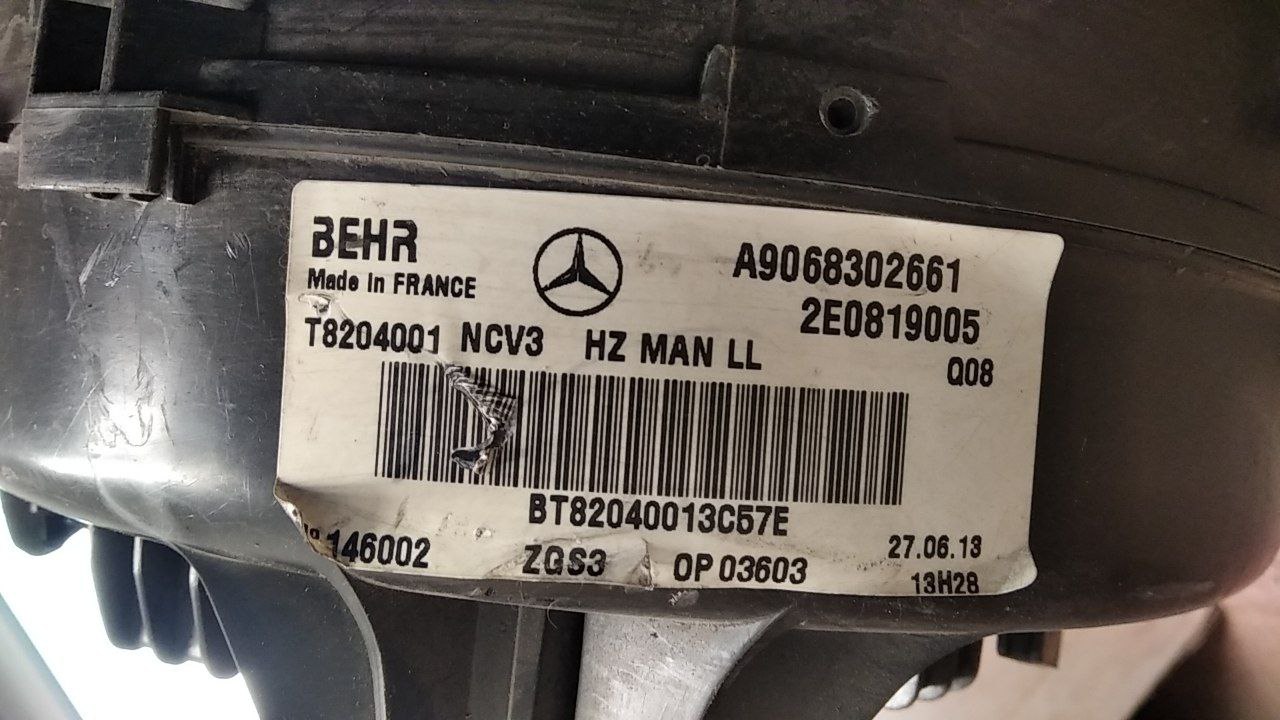 BEHR
Made in FRANCE
A9068302661
2E0819005
T8204001 NCV3 HZ MAN LL
Q08
BT82040013C57E
146002 ZGS3 OP 03603
27.06.13
13H28